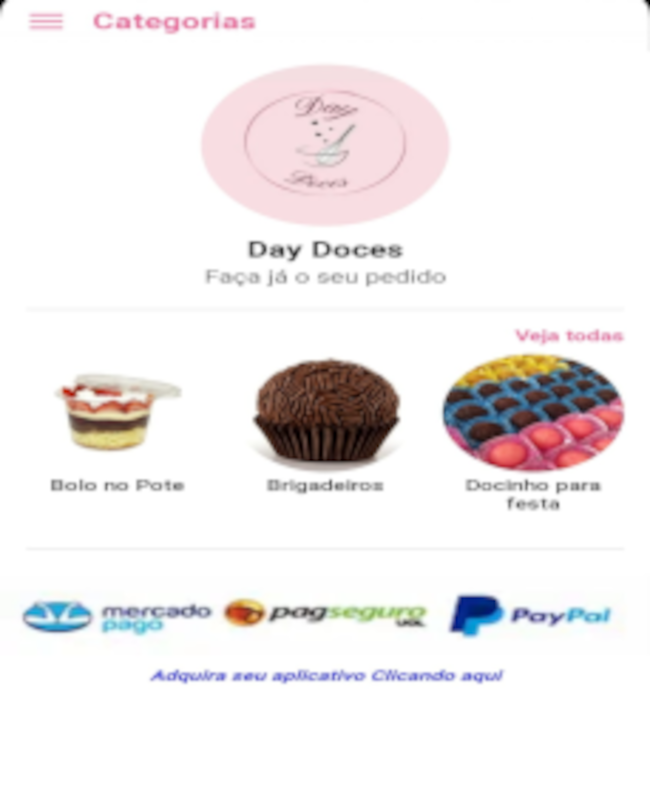 Categorias
Day
Doces
Day Doces
Faça já o seu pedido
Veja todas
Bolo no Pote
Brigadeiros
Docinho para
festa
mercado
pago
pagseguro
UOL
PayPal
Adquira seu aplicativo Clicando aqui